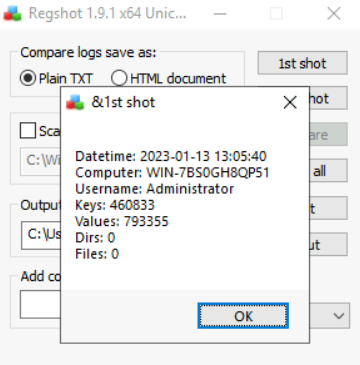 Regshot 1.9.1 x64 Unic...
Compare logs save as:
Plain TXT
HTML document
1st shot
&1st shot
hot
Sca
are
C:\Wi
all
Datetime: 2023-01-13 13:05:40
Computer: WIN-7BS0GH8QP51
Username: Administrator
Keys: 460833
Values: 793355
Dirs: 0
Files: 0
Outpu
t
C:\Us
ut
Add co
OK